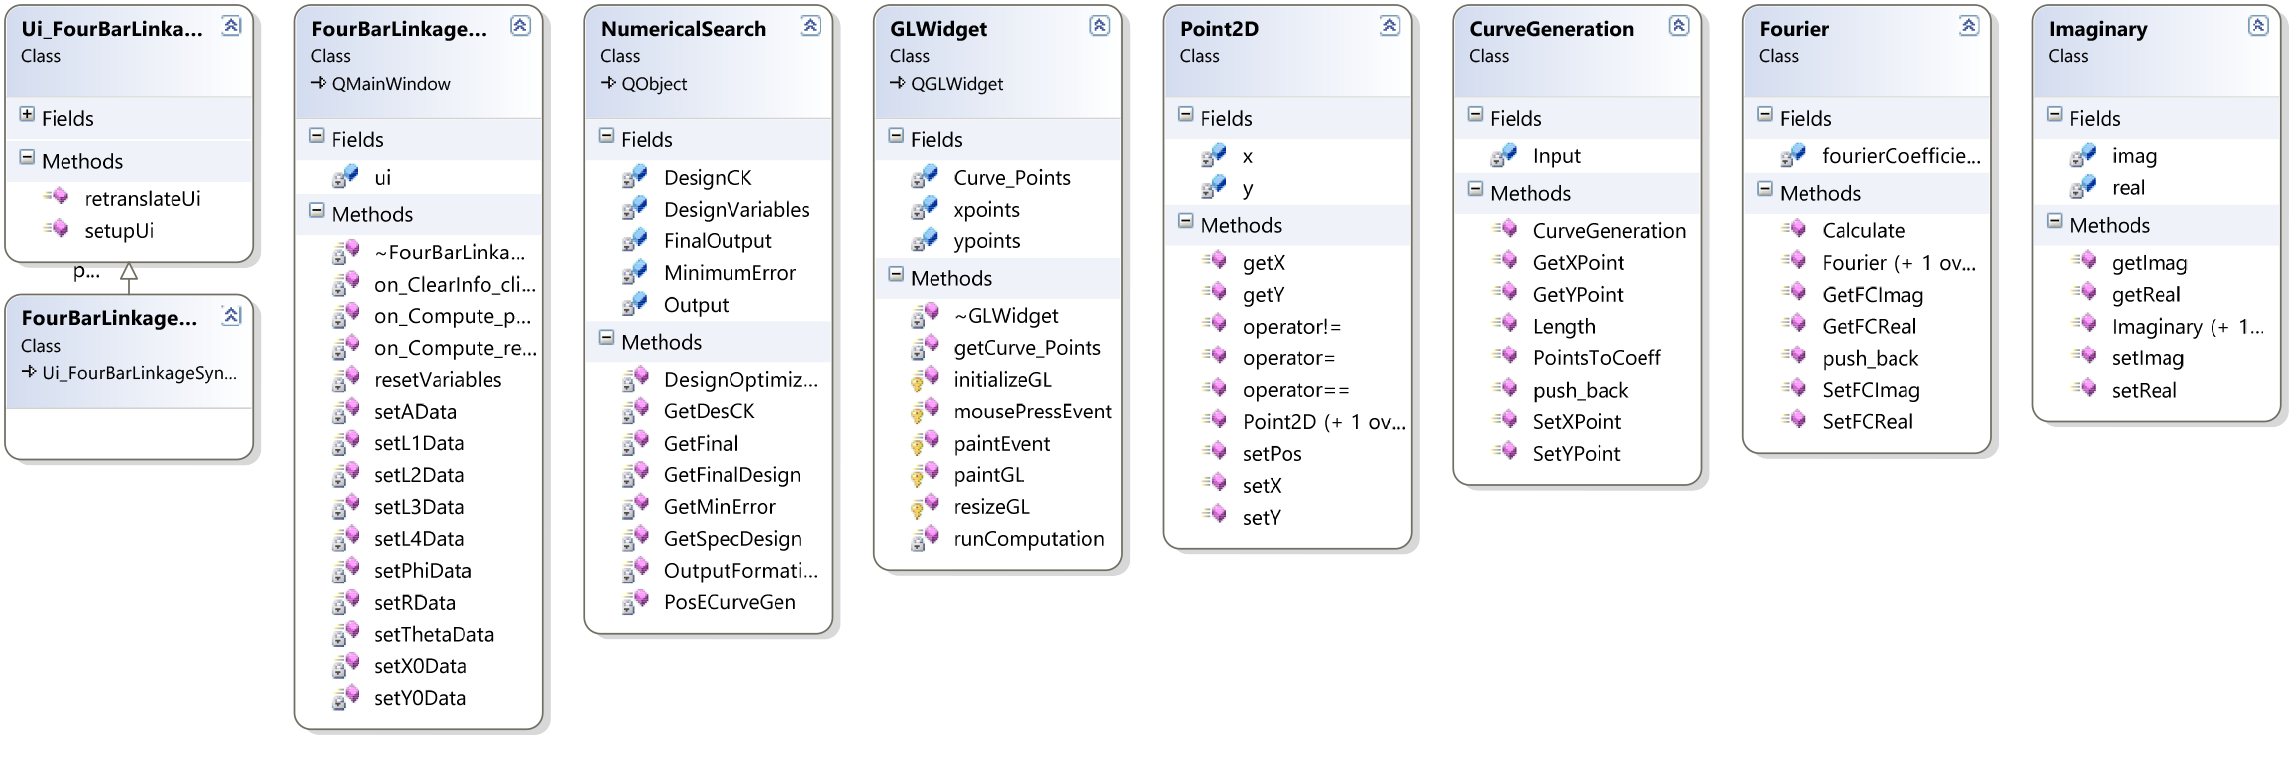 Ui_FourBarLinka...
Class
Fields
Methods
retranslateUi
setupUi
p...
FourBarLinkage...
Class
Ui_FourBarLinkageSyn...
FourBarLinkage...
Class
QMainWindow
Fields
ui
Methods
~FourBarLinka...
on_ClearInfo_cli...
on_Compute_p...
on_Compute_re...
resetVariables
setAData
setL1Data
setL2Data
setL3Data
setL4Data
setPhiData
setRData
setThetaData
setX0Data
setY0Data
NumericalSearch
Class
QObject
Fields
DesignCK
DesignVariables
FinalOutput
MinimumError
Output
Methods
DesignOptimiz...
GetDesCK
GetFinal
GetFinalDesign
GetMinError
GetSpecDesign
OutputFormati...
PosECurveGen
GLWidget
Class
QGLWidget
Fields
Curve_Points
xpoints
ypoints
Methods
~GLWidget
getCurve_Points
initializeGL
mousePressEvent
paintEvent
paintGL
resizeGL
runComputation
Point2D
Class
Fields
x
y
Methods
getX
getY
operator!=
operator=
operator==
Point2D (+ 1 ov...
setPos
setX
setY
CurveGeneration
Class
Fields
Input
Methods
CurveGeneration
GetXPoint
GetYPoint
Length
PointsToCoeff
push_back
SetXPoint
SetYPoint
Fourier
Class
Fields
fourierCoefficie...
Methods
Calculate
Fourier (+ 1 ov...
GetFCImag
GetFCReal
push_back
SetFCImag
SetFCReal
Imaginary
Class
Fields
imag
real
Methods
getImag
getReal
Imaginary (+ 1...
setImag
setReal